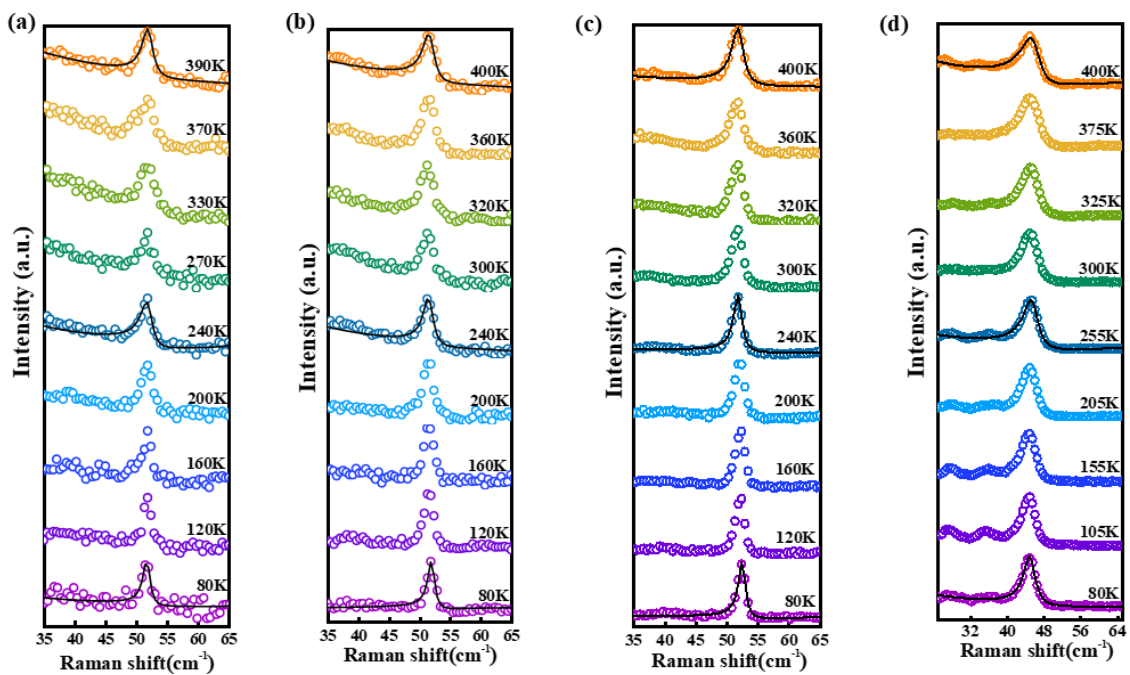 (a)
390K
370K
330K
270K
240K
200K
160K
120K
80K
35 40 45 50 55 60 65
Raman shift(cm⁻¹)
Intensity (a.u.)
(b)
400K
360K
320K
300K
240K
200K
160K
120K
80K
35 40 45 50 55 60 65
Raman shift(cm⁻¹)
Intensity (a.u.)
(c)
400K
360K
320K
300K
240K
200K
160K
120K
80K
35 40 45 50 55 60 65
Raman shift(cm⁻¹)
Intensity (a.u.)
(d)
400K
375K
325K
300K
255K
205K
155K
105K
80K
32 40 48 56 64
Raman shift(cm⁻¹)
Intensity (a.u.)